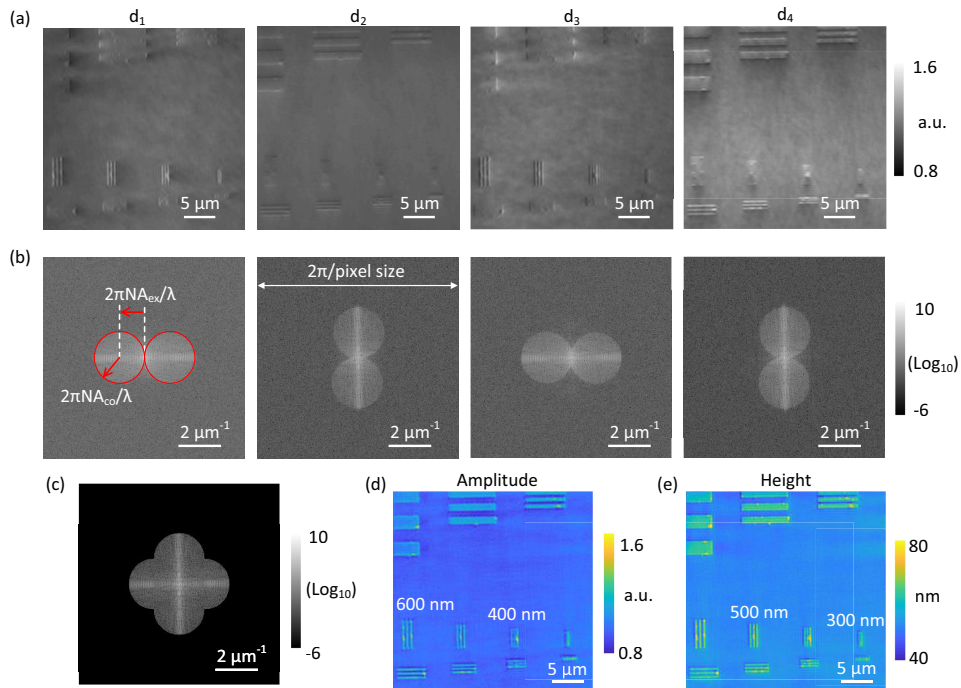 (a)
d₁
d₂
d₃
d₄
5 µm
5 µm
5 µm
5 µm
1.6
a.u.
0.8
(b)
2πNAₑₓ/λ
2πNA꜀ₒ/λ
2 µm⁻¹
2π/pixel size
2 µm⁻¹
2 µm⁻¹
2 µm⁻¹
10
(Log₁₀)
-6
(c)
2 µm⁻¹
10
(Log₁₀)
-6
(d)
Amplitude
600 nm
400 nm
5 µm
1.6
a.u.
0.8
(e)
Height
500 nm
300 nm
5 µm
80
nm
40